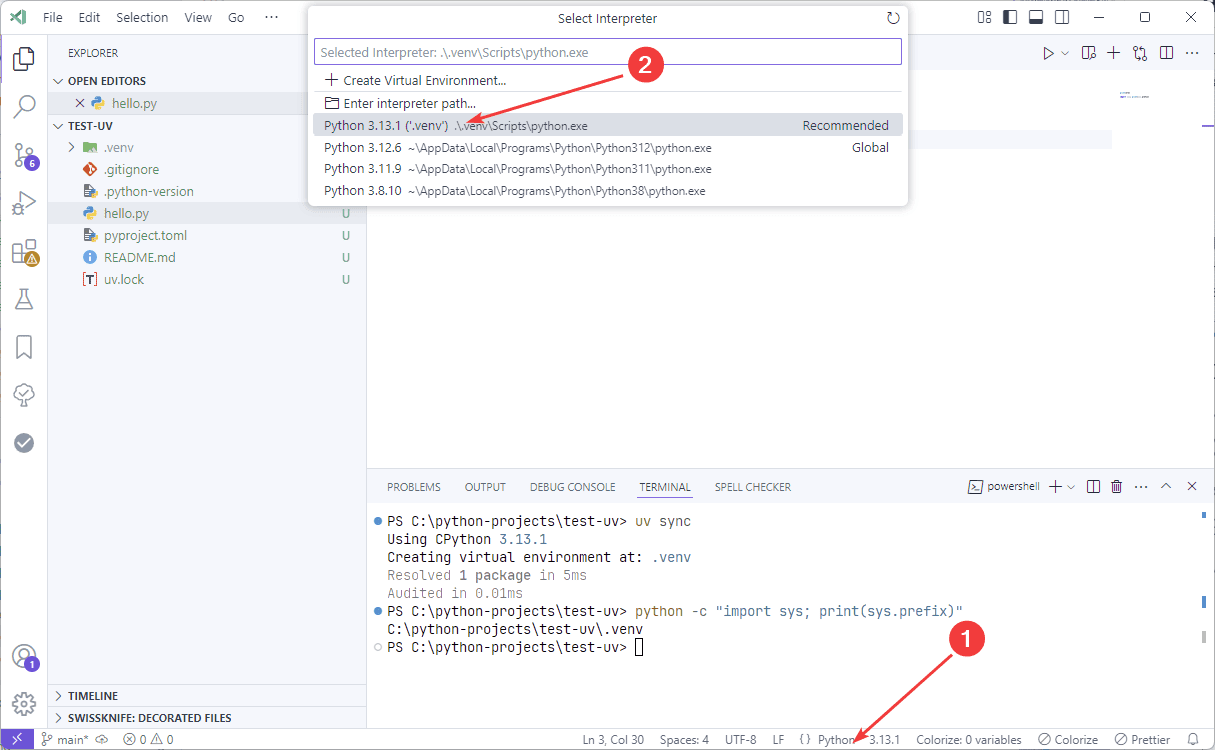 File Edit Selection View Go ···
Select Interpreter
Selected Interpreter: .\.venv\Scripts\python.exe
2
+ Create Virtual Environment...
Enter interpreter path...
Python 3.13.1 ('.venv') .\.venv\Scripts\python.exe Recommended
Python 3.12.6 ~\AppData\Local\Programs\Python\Python312\python.exe Global
Python 3.11.9 ~\AppData\Local\Programs\Python\Python311\python.exe
Python 3.8.10 ~\AppData\Local\Programs\Python\Python38\python.exe
EXPLORER
OPEN EDITORS
hello.py
TEST-UV
.venv
.gitignore
.python-version
hello.py U
pyproject.toml U
README.md U
[T] uv.lock U
6
1
TIMELINE
SWISSKNIFE: DECORATED FILES
PROBLEMS OUTPUT DEBUG CONSOLE TERMINAL SPELL CHECKER
powershell
PS C:\python-projects\test-uv> uv sync
Using CPython 3.13.1
Creating virtual environment at: .venv
Resolved 1 package in 5ms
Audited in 0.01ms
PS C:\python-projects\test-uv> python -c "import sys; print(sys.prefix)"
C:\python-projects\test-uv\.venv
PS C:\python-projects\test-uv>
1
main* 0 0 Ln 3, Col 30 Spaces: 4 UTF-8 LF {} Python 3.13.1 Colorize: 0 variables Colorize Prettier